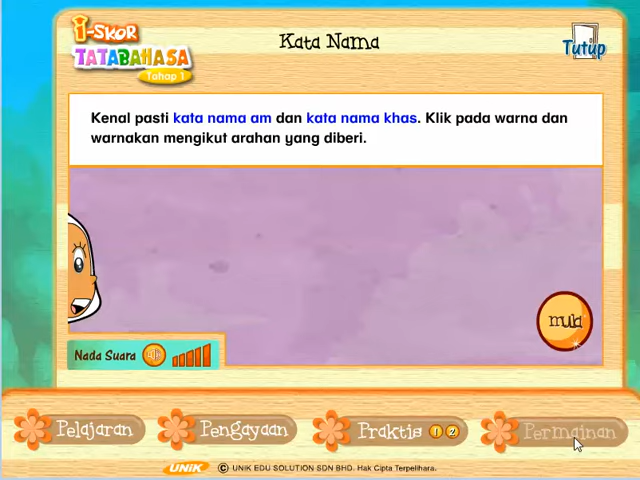 i-SKOR
TATABAHASA
Tahap 1
Kata Nama
Tutup
Kenal pasti kata nama am dan kata nama khas. Klik pada warna dan
warnakan mengikut arahan yang diberi.
mula
Nada Suara
Pelajaran
Pengayaan
Praktis 1 2
Permainan
UNIK © UNIK EDU SOLUTION SDN BHD. Hak Cipta Terpelihara.